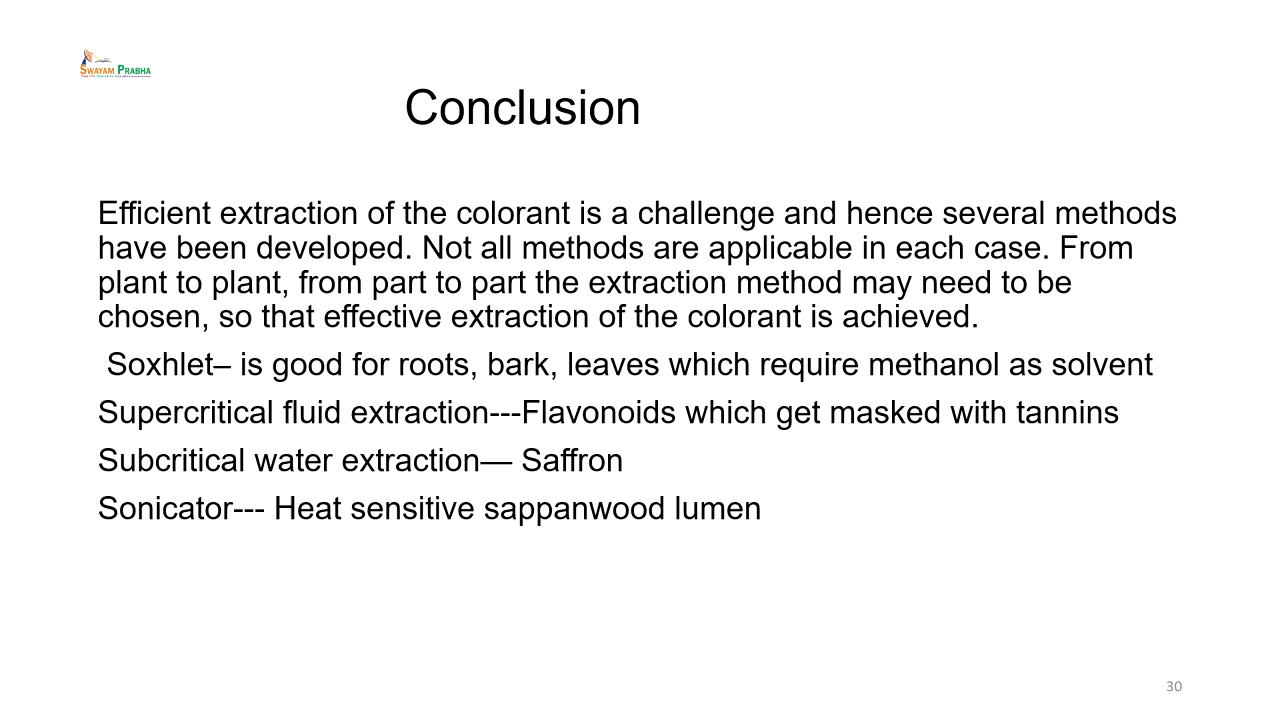 SWAYAM PRABHA
Conclusion
Efficient extraction of the colorant is a challenge and hence several methods
have been developed. Not all methods are applicable in each case. From
plant to plant, from part to part the extraction method may need to be
chosen, so that effective extraction of the colorant is achieved.
Soxhlet– is good for roots, bark, leaves which require methanol as solvent
Supercritical fluid extraction---Flavonoids which get masked with tannins
Subcritical water extraction— Saffron
Sonicator--- Heat sensitive sappanwood lumen
30